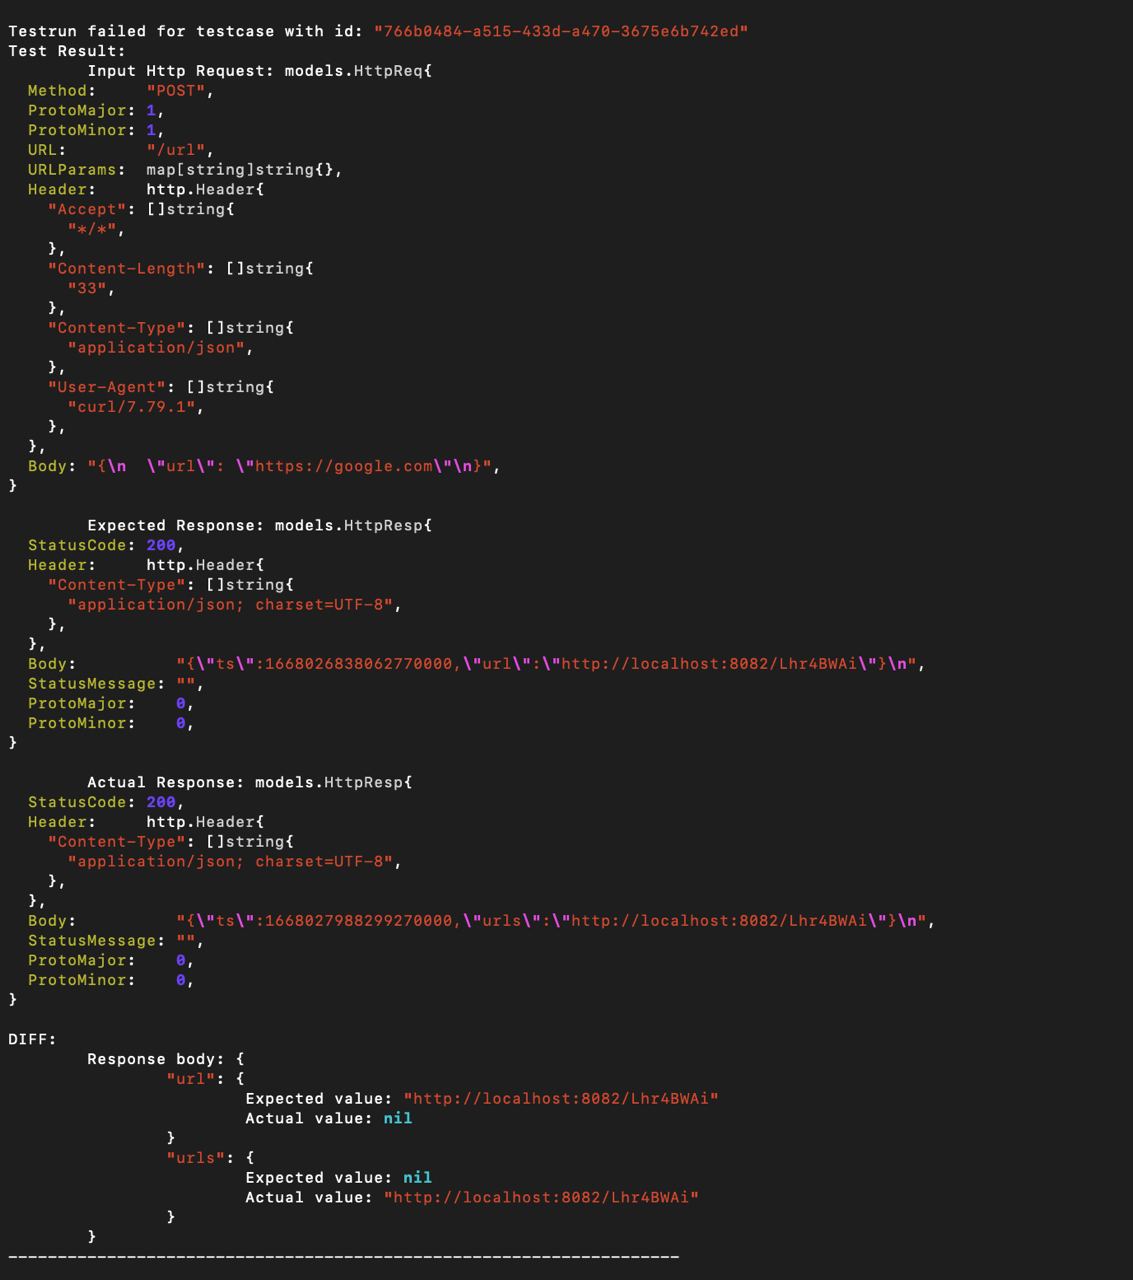 Testrun failed for testcase with id: "766b0484-a515-433d-a470-3675e6b742ed"
Test Result:
Input Http Request: models.HttpReq{
Method: "POST",
ProtoMajor: 1,
ProtoMinor: 1,
URL: "/url",
URLParams: map[string]string{},
Header: http.Header{
"Accept": []string{
"*/*",
},
"Content-Length": []string{
"33",
},
"Content-Type": []string{
"application/json",
},
"User-Agent": []string{
"curl/7.79.1",
},
},
Body: "{\n  \"url\": \"https://google.com\"\n}",
}
Expected Response: models.HttpResp{
StatusCode: 200,
Header: http.Header{
"Content-Type": []string{
"application/json; charset=UTF-8",
},
},
Body: "{\"ts\":1668026838062770000,\"url\":\"http://localhost:8082/Lhr4BWAi\"}\n",
StatusMessage: "",
ProtoMajor: 0,
ProtoMinor: 0,
}
Actual Response: models.HttpResp{
StatusCode: 200,
Header: http.Header{
"Content-Type": []string{
"application/json; charset=UTF-8",
},
},
Body: "{\"ts\":1668027988299270000,\"urls\":\"http://localhost:8082/Lhr4BWAi\"}\n",
StatusMessage: "",
ProtoMajor: 0,
ProtoMinor: 0,
}
DIFF:
Response body: {
"url": {
Expected value: "http://localhost:8082/Lhr4BWAi"
Actual value: nil
}
"urls": {
Expected value: nil
Actual value: "http://localhost:8082/Lhr4BWAi"
}
}
--------------------------------------------------------------------